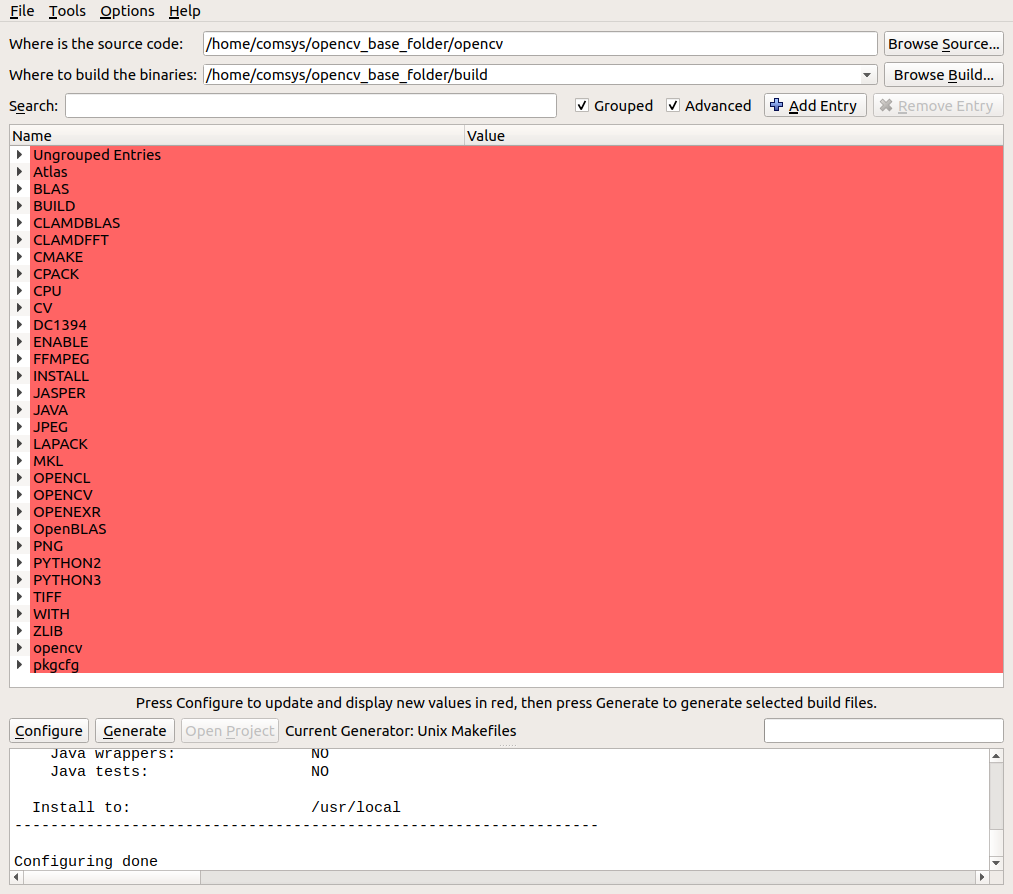 File Tools Options Help
Where is the source code: /home/comsys/opencv_base_folder/opencv Browse Source...
Where to build the binaries: /home/comsys/opencv_base_folder/build Browse Build...
Search: Grouped Advanced Add Entry Remove Entry
Name Value
Ungrouped Entries
Atlas
BLAS
BUILD
CLAMDBLAS
CLAMDFFT
CMAKE
CPACK
CPU
CV
DC1394
ENABLE
FFMPEG
INSTALL
JASPER
JAVA
JPEG
LAPACK
MKL
OPENCL
OPENCV
OPENEXR
OpenBLAS
PNG
PYTHON2
PYTHON3
TIFF
WITH
ZLIB
opencv
pkgcfg
Press Configure to update and display new values in red, then press Generate to generate selected build files.
Configure Generate Open Project Current Generator: Unix Makefiles
Java wrappers: NO
Java tests: NO
Install to: /usr/local
-----------------------------------------------------------------
Configuring done